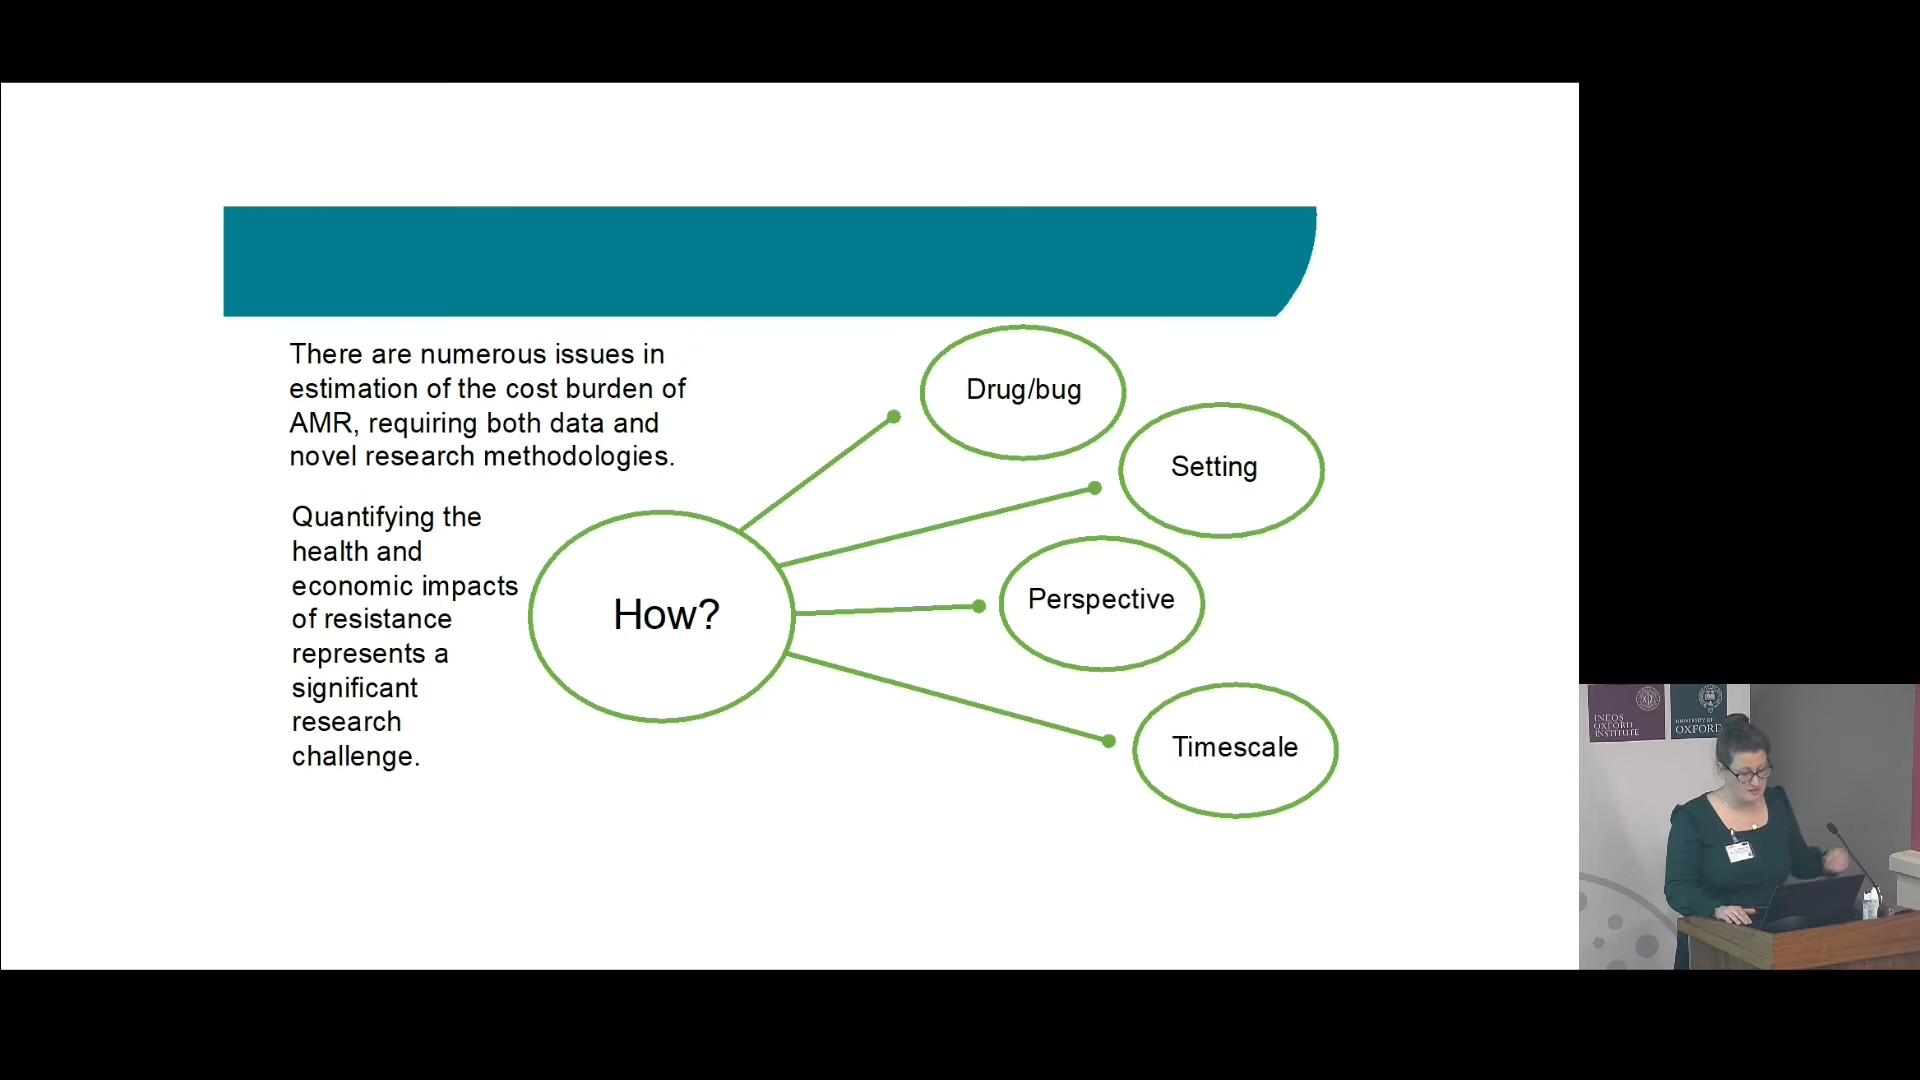 There are numerous issues in
estimation of the cost burden of
AMR, requiring both data and
novel research methodologies.
Quantifying the
health and
economic impacts
of resistance
represents a
significant
research
challenge.
How?
Drug/bug
Setting
Perspective
Timescale
INEOS
OXFORD
INSTITUTE
UNIVERSITY OF
OXFORD